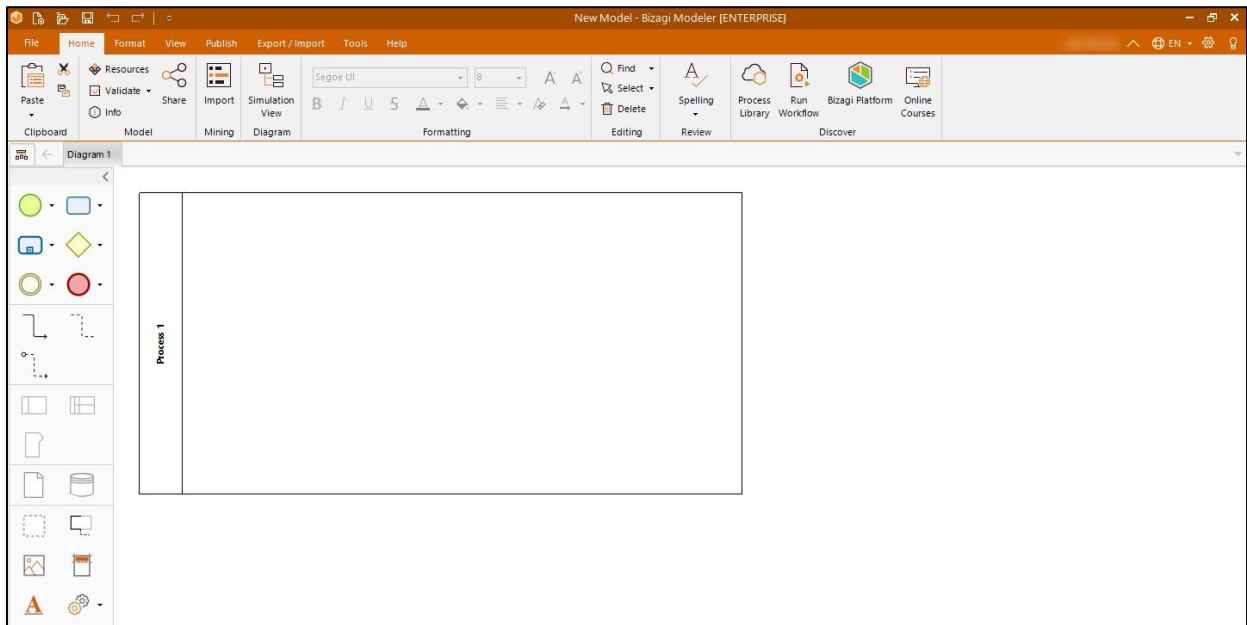 New Model - Bizagi Modeler [ENTERPRISE]
File Home Format View Publish Export / Import Tools Help
EN
Paste
Resources
Validate
Info
Share
Import
Simulation
View
Segoe UI 8
B I U S A
A A
Find
Select
Delete
Spelling
Process
Library
Run
Workflow
Bizagi Platform
Online
Courses
Clipboard Model Mining Diagram Formatting Editing Review Discover
Diagram 1
Process 1
A